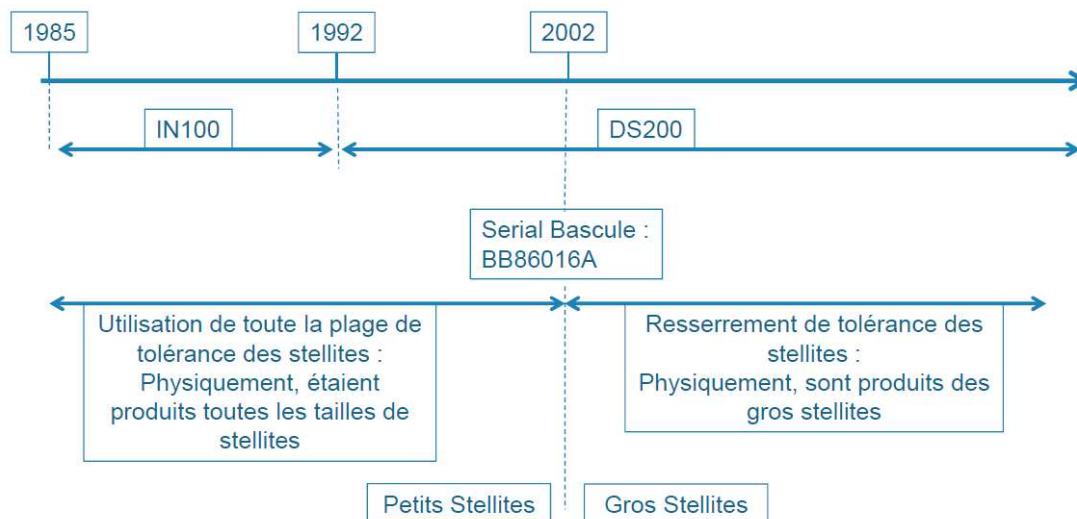 1985
1992
2002
IN100
DS200
Serial Bascule :
BB86016A
Utilisation de toute la plage de
tolérance des stellites :
Physiquement, étaient
produits toutes les tailles de
stellites
Resserrement de tolérance des
stellites :
Physiquement, sont produits des
gros stellites
Petits Stellites
Gros Stellites